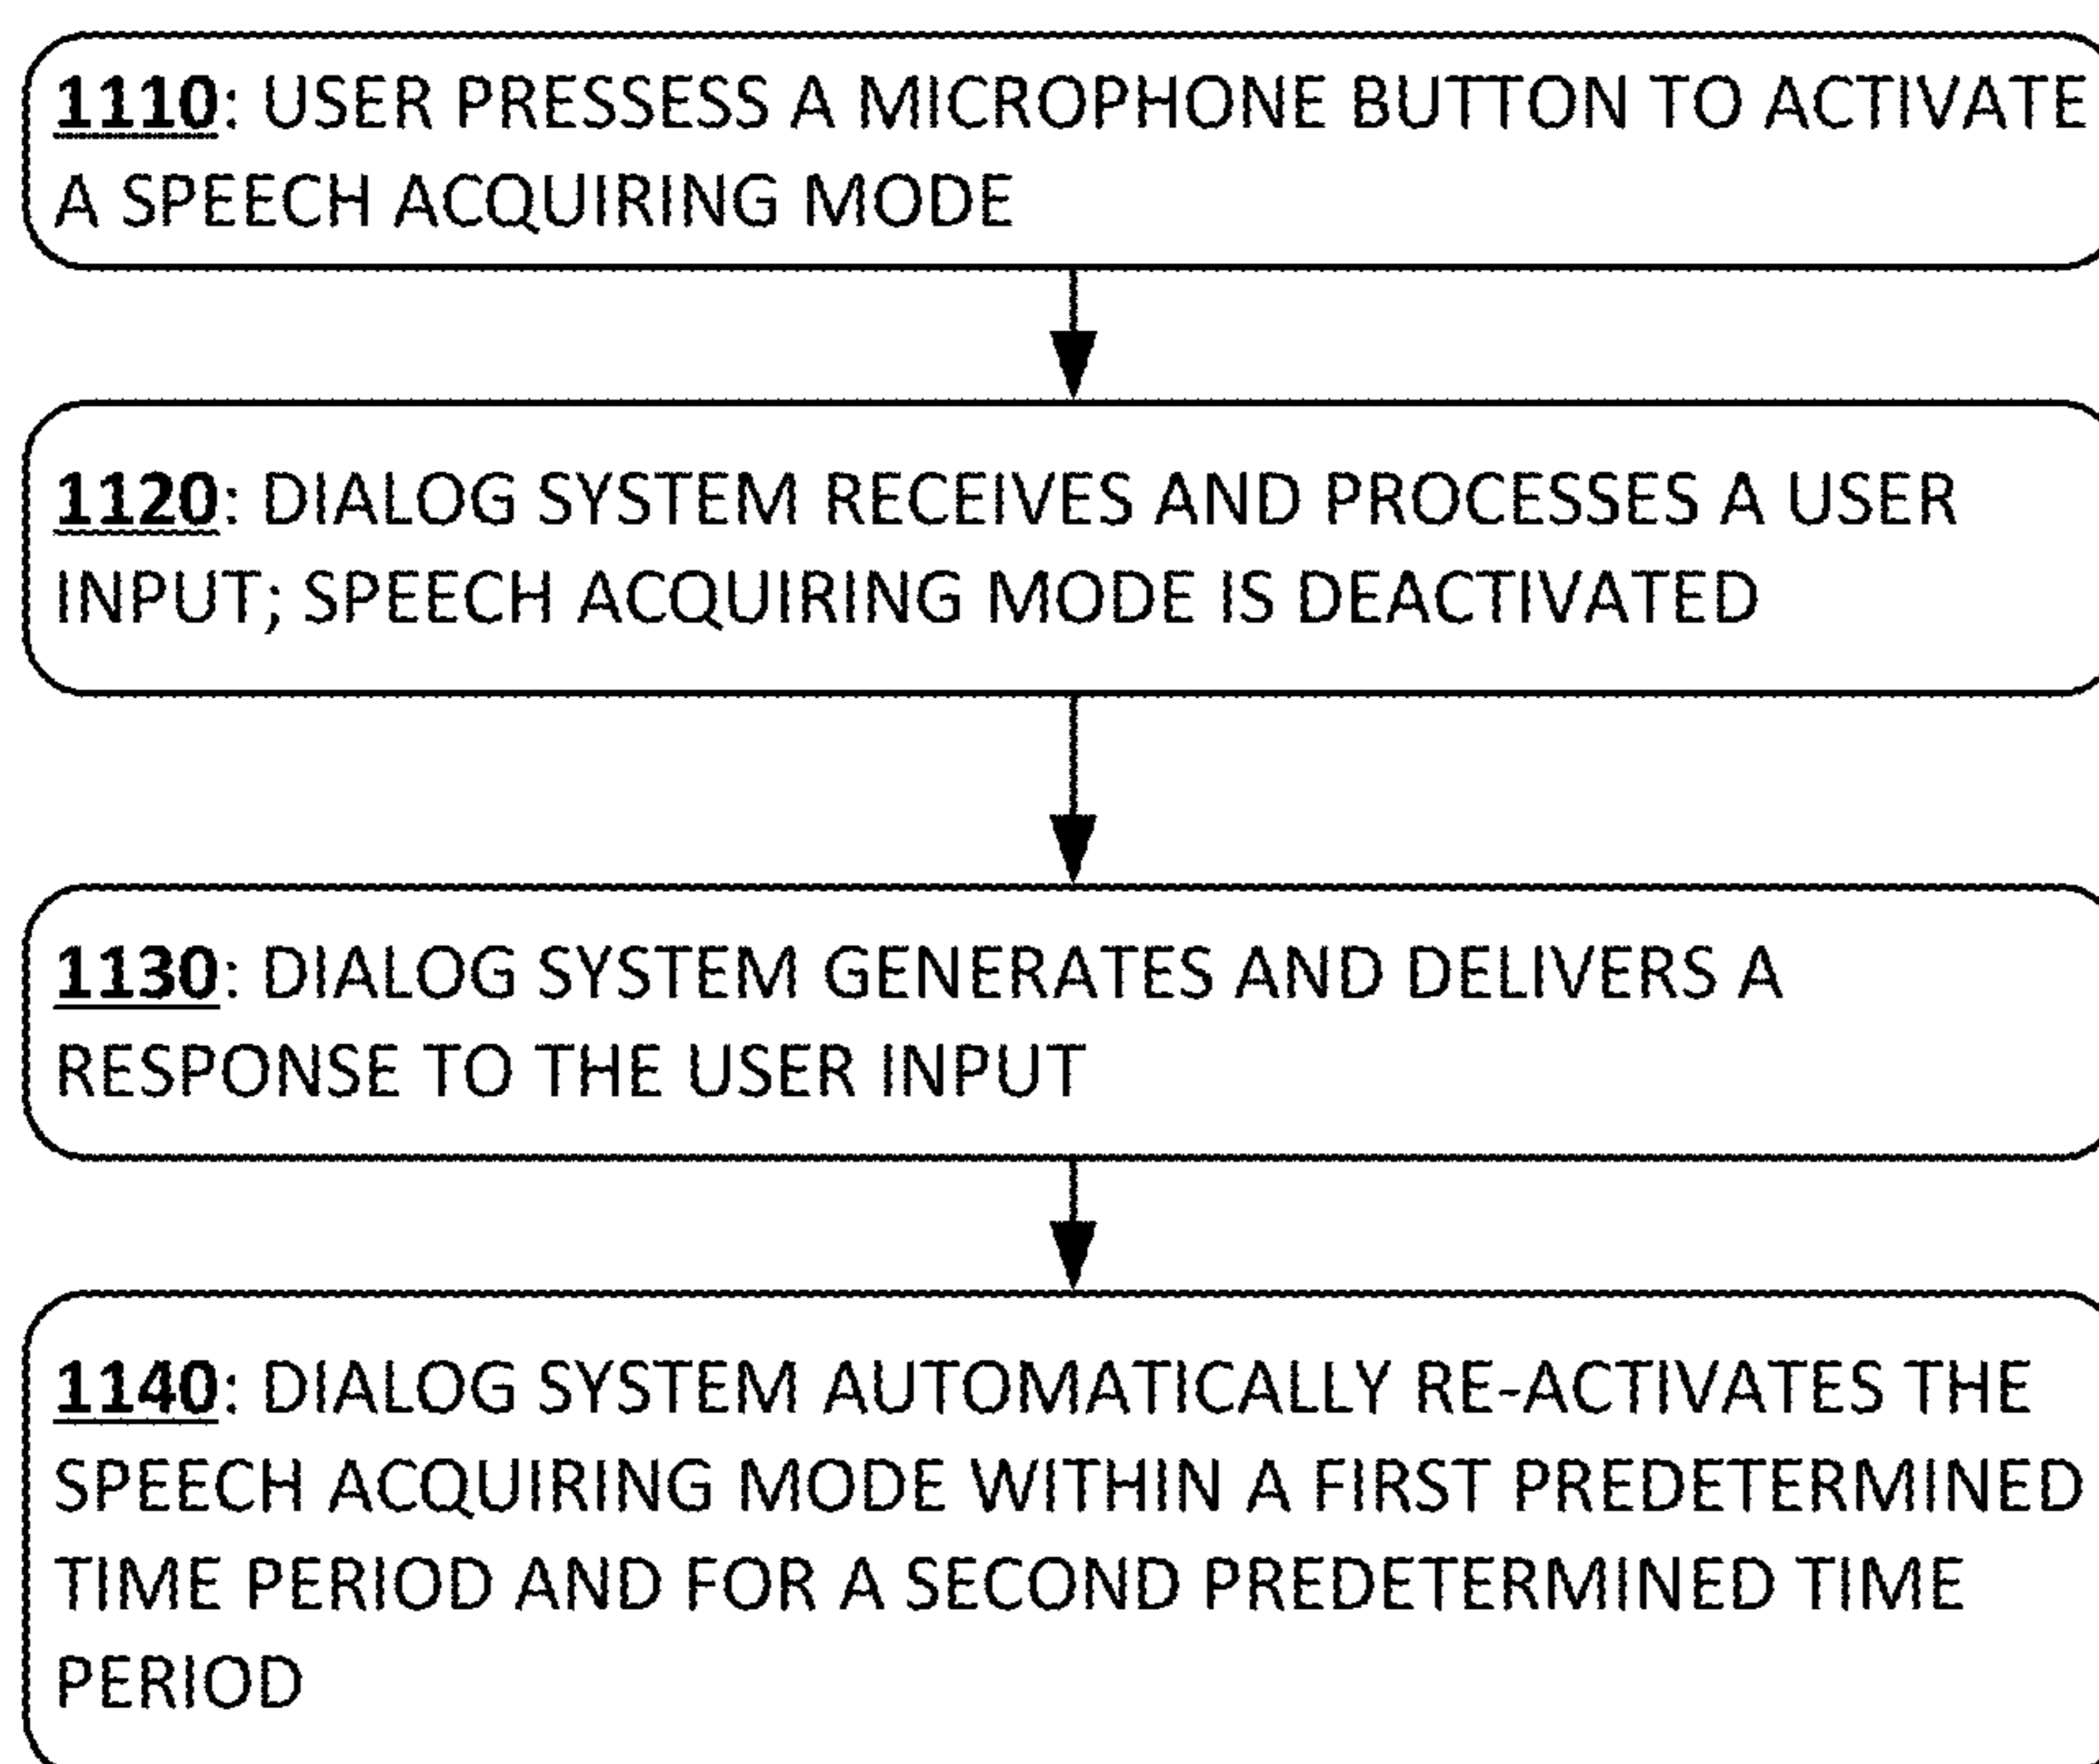 1110: USER PRESSESS A MICROPHONE BUTTON TO ACTIVATE
A SPEECH ACQUIRING MODE
1120: DIALOG SYSTEM RECEIVES AND PROCESSES A USER
INPUT; SPEECH ACQUIRING MODE IS DEACTIVATED
1130: DIALOG SYSTEM GENERATES AND DELIVERS A
RESPONSE TO THE USER INPUT
1140: DIALOG SYSTEM AUTOMATICALLY RE-ACTIVATES THE
SPEECH ACQUIRING MODE WITHIN A FIRST PREDETERMINED
TIME PERIOD AND FOR A SECOND PREDETERMINED TIME
PERIOD